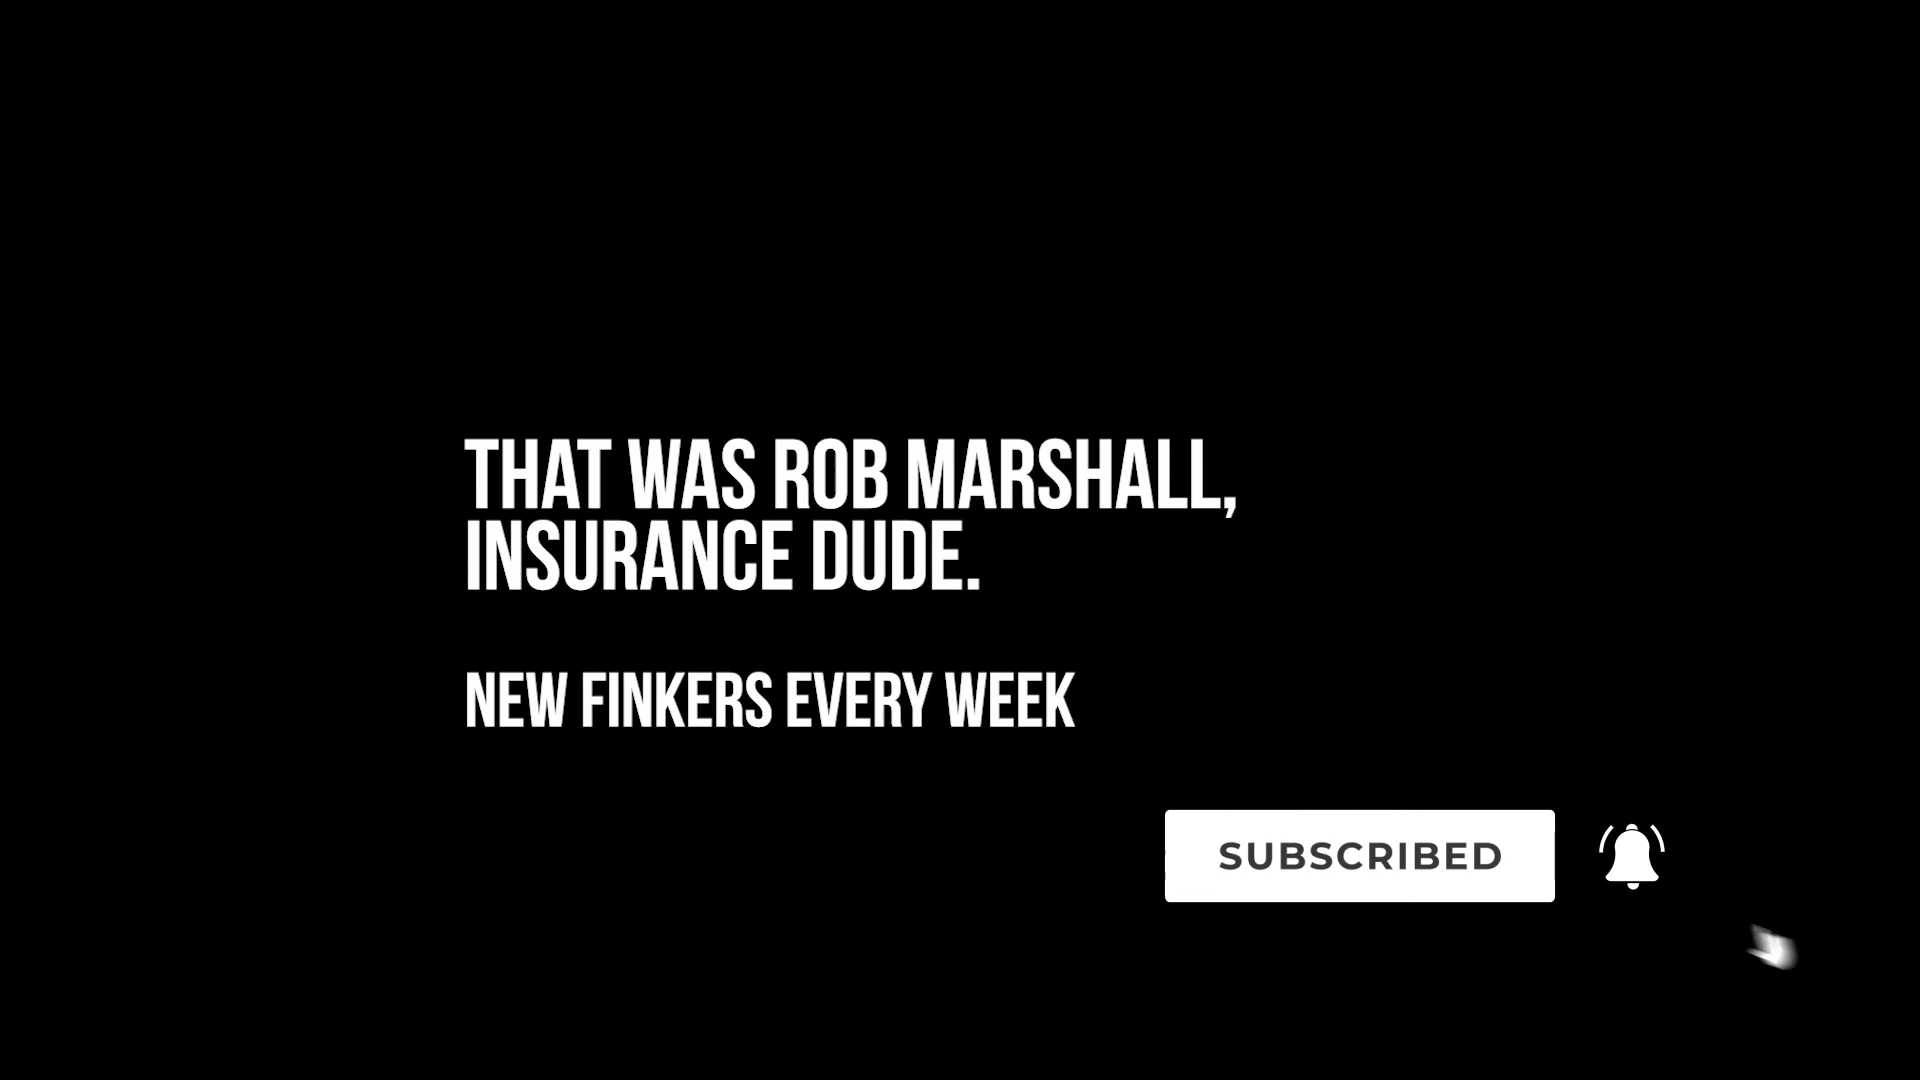 THAT WAS ROB MARSHALL,
INSURANCE DUDE.
NEW FINKERS EVERY WEEK
SUBSCRIBED